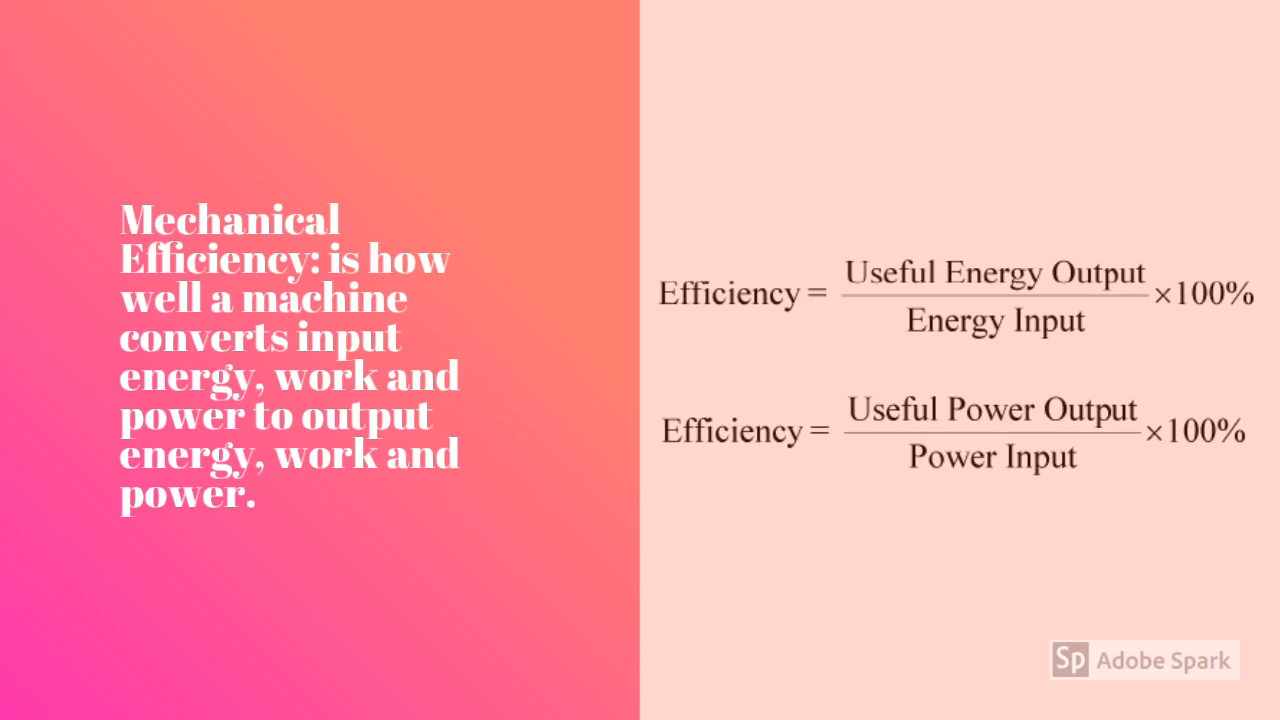 Mechanical
Efficiency: is how
well a machine
converts input
energy, work and
power to output
energy, work and
power.
Efficiency = Useful Energy Output / Energy Input ×100%
Efficiency = Useful Power Output / Power Input ×100%
Sp Adobe Spark